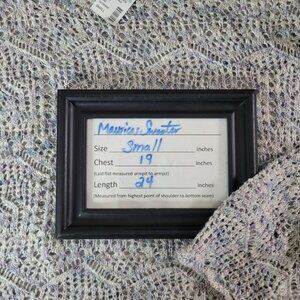 Maurices Sweater
Size Small inches
Chest 19 inches
(Laid flat measured armpit to armpit)
Length 24 inches
(Measured from highest point of shoulder to bottom seam)